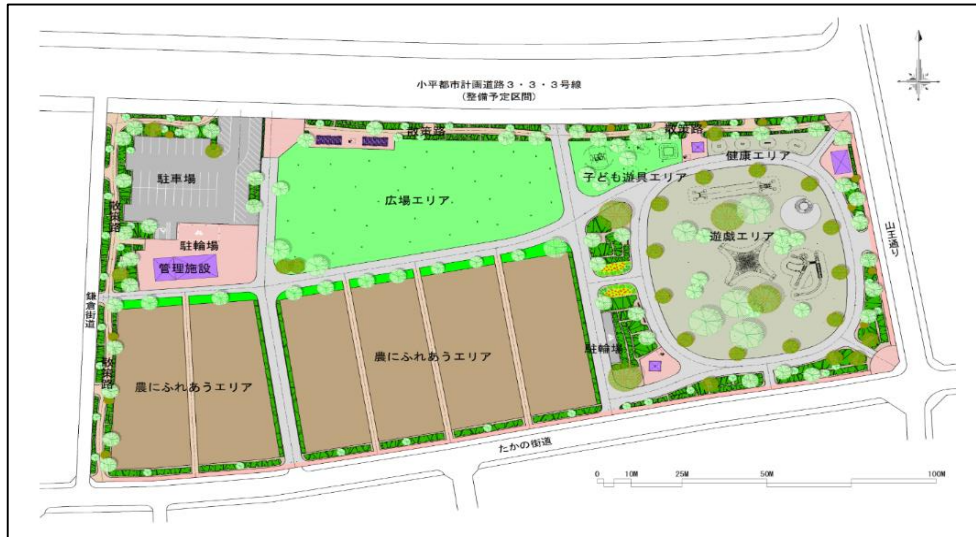 小平都市計画道路3・3・3号線
(整備予定区間)
散策路
散策路
健康エリア
駐車場
子ども遊具エリア
広場エリア
散策路
遊戯エリア
山王通り
駐輪場
管理施設
鎌倉街道
駐輪場
散策路
農にふれあうエリア
農にふれあうエリア
たかの街道
0 10M 25M 50M 100M